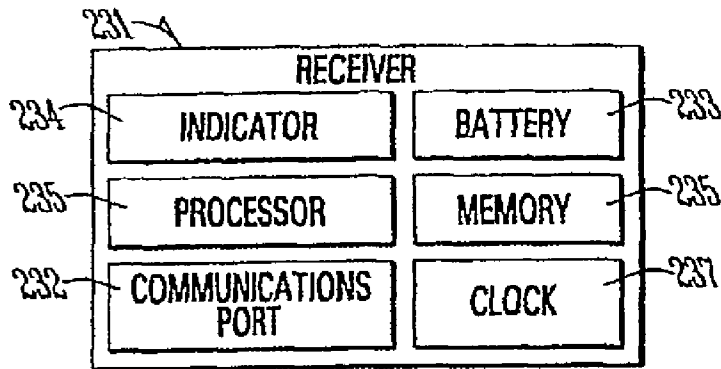 231
RECEIVER
234 INDICATOR BATTERY 233
235 PROCESSOR MEMORY 235
232 COMMUNICATIONS PORT CLOCK 237